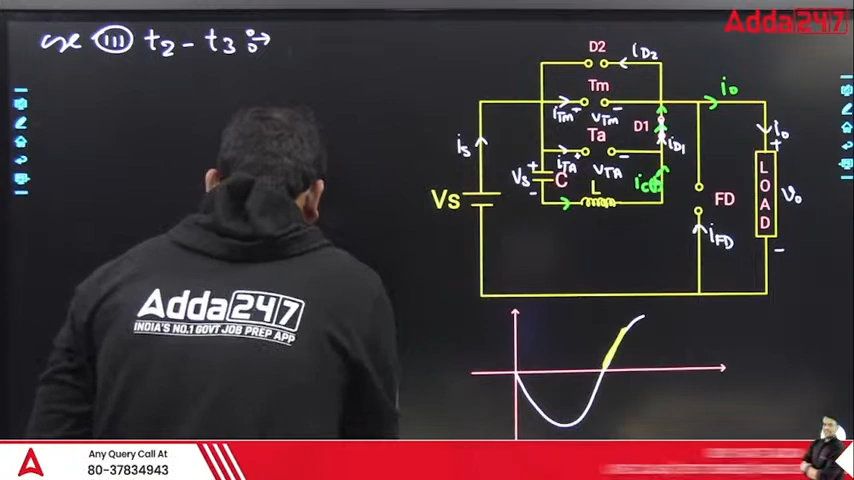 Adda247
case III t2 - t3 :→
D2
iD2
Tm
iTm
+
vTm
-
io
D1
Ta
iD1
is
iTA
+
vTA
-
io
+
Vs
+
-
C
L
ic(t)
Vs
FD
LOAD
vo
iFD
-
Adda247
INDIA'S NO.1 GOVT JOB PREP APP
Any Query Call At
80-37834943